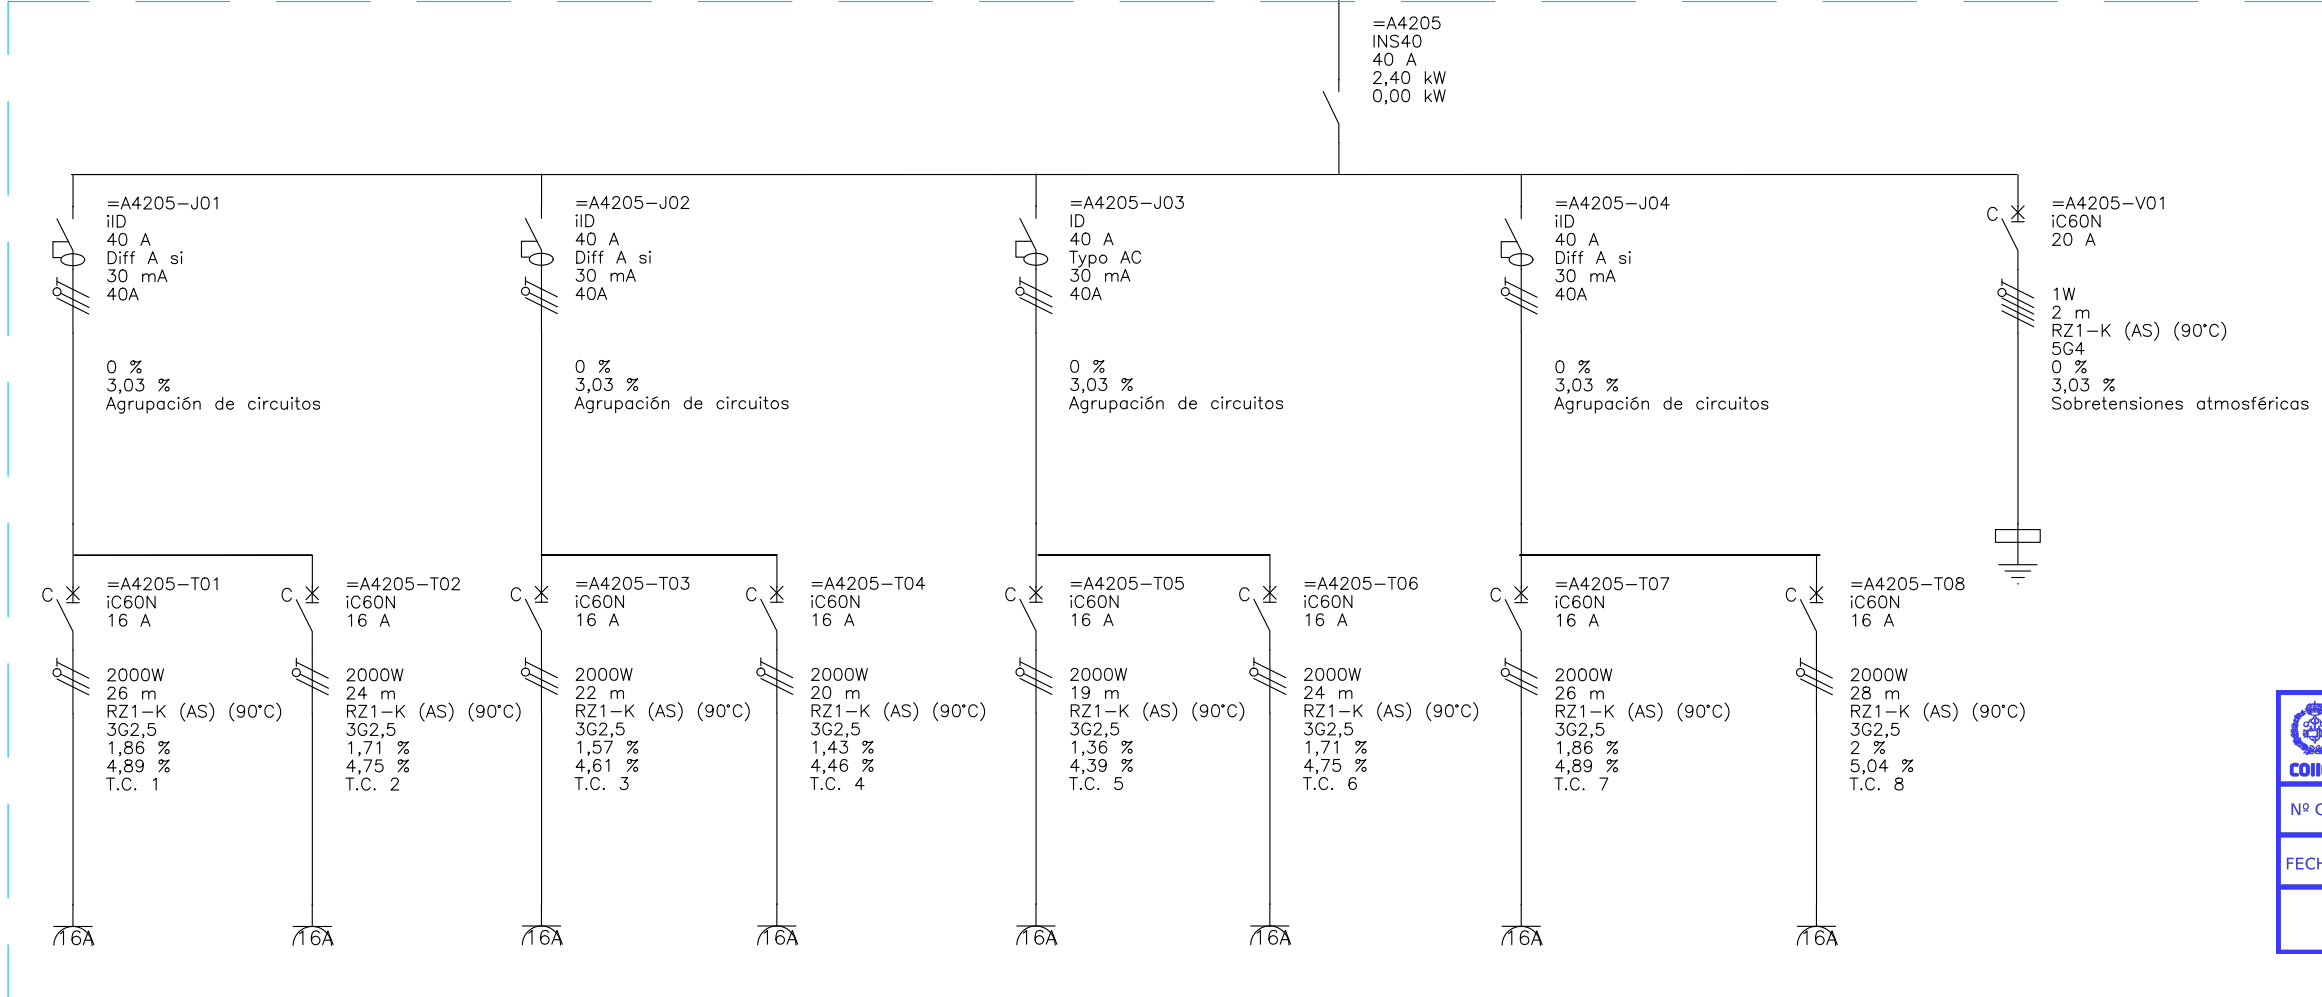 =A4205
INS40
40 A
2,40 kW
0,00 kW
=A4205-J01
iID
40 A
Diff A si
30 mA
40A
0 %
3,03 %
Agrupación de circuitos
=A4205-J02
iID
40 A
Diff A si
30 mA
40A
0 %
3,03 %
Agrupación de circuitos
=A4205-J03
ID
40 A
Typo AC
30 mA
40A
0 %
3,03 %
Agrupación de circuitos
=A4205-J04
iID
40 A
Diff A si
30 mA
40A
0 %
3,03 %
Agrupación de circuitos
C
=A4205-V01
iC60N
20 A
1W
2 m
RZ1-K (AS) (90°C)
5G4
0 %
3,03 %
Sobretensiones atmosféricas
C
=A4205-T01
iC60N
16 A
2000W
26 m
RZ1-K (AS) (90°C)
3G2,5
1,86 %
4,89 %
T.C. 1
16A
C
=A4205-T02
iC60N
16 A
2000W
24 m
RZ1-K (AS) (90°C)
3G2,5
1,71 %
4,75 %
T.C. 2
16A
C
=A4205-T03
iC60N
16 A
2000W
22 m
RZ1-K (AS) (90°C)
3G2,5
1,57 %
4,61 %
T.C. 3
16A
C
=A4205-T04
iC60N
16 A
2000W
20 m
RZ1-K (AS) (90°C)
3G2,5
1,43 %
4,46 %
T.C. 4
16A
C
=A4205-T05
iC60N
16 A
2000W
19 m
RZ1-K (AS) (90°C)
3G2,5
1,36 %
4,39 %
T.C. 5
16A
C
=A4205-T06
iC60N
16 A
2000W
24 m
RZ1-K (AS) (90°C)
3G2,5
1,71 %
4,75 %
T.C. 6
16A
C
=A4205-T07
iC60N
16 A
2000W
26 m
RZ1-K (AS) (90°C)
3G2,5
1,86 %
4,89 %
T.C. 7
16A
C
=A4205-T08
iC60N
16 A
2000W
28 m
RZ1-K (AS) (90°C)
3G2,5
2 %
5,04 %
T.C. 8
16A
Nº